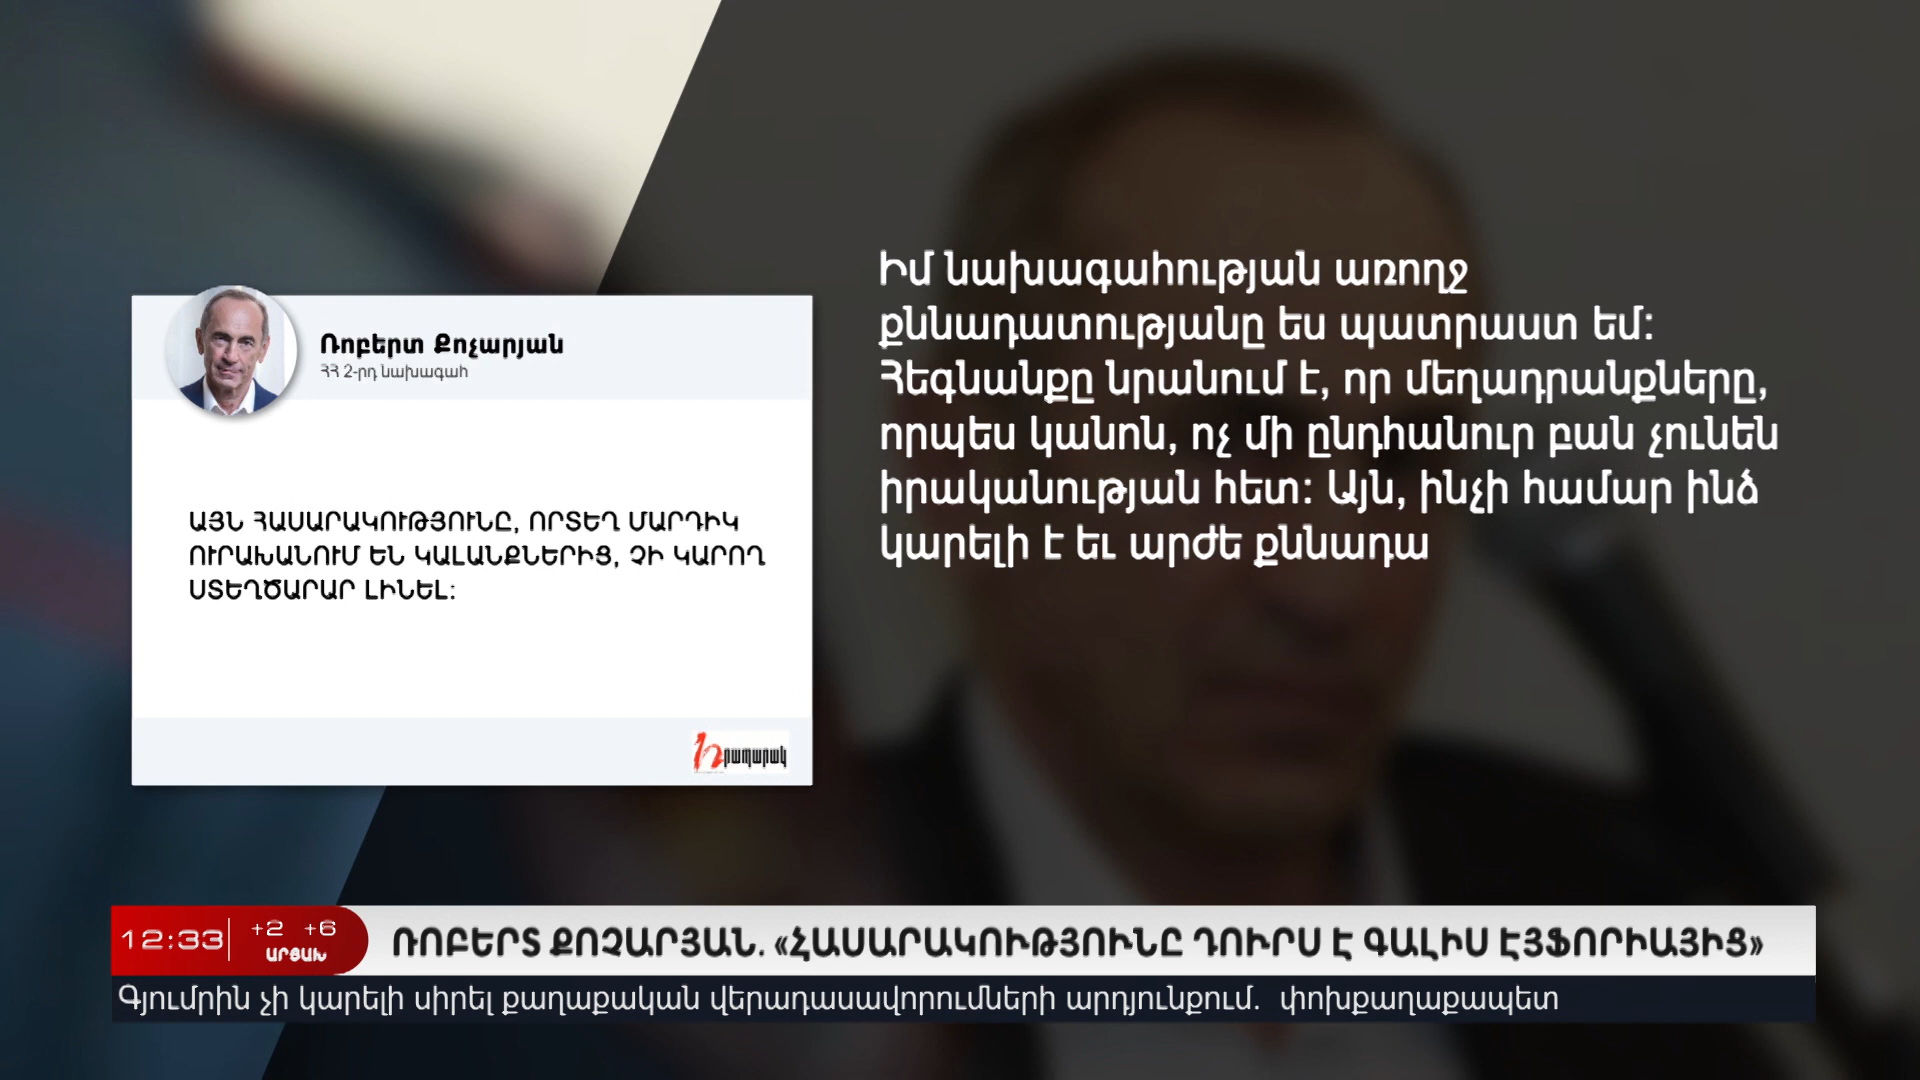 Ռոբերտ Քոչարյան
ՀՀ 2-րդ նախագահ
ԱՅՆ ՀԱՍԱՐԱԿՈՒԹՅՈՒՆԸ, ՈՐՏԵՂ ՄԱՐԴԻԿ
ՈՒՐԱԽԱՆՈՒՄ ԵՆ ԿԱԼԱՆՔՆԵՐԻՑ, ՉԻ ԿԱՐՈՂ
ՍՏԵՂԾԱՐԱՐ ԼԻՆԵԼ:
Հրապարակ
Իմ նախագահության առողջ
քննադատությանը ես պատրաստ եմ:
Հեգնանքը նրանում է, որ մեղադրանքները,
որպես կանոն, ոչ մի ընդհանուր բան չունեն
իրականության հետ: Այն, ինչի համար ինձ
կարելի է եւ արժե քննադա
12:33
+2 +6
ԱՐՑԱԽ
ՌՈԲԵՐՏ ՔՈՉԱՐՅԱՆ. «ՀԱՍԱՐԱԿՈՒԹՅՈՒՆԸ ԴՈՒՐՍ Է ԳԱԼԻՍ ԷՅՖՈՐԻԱՅԻՑ»
Գյումրին չի կարելի սիրել քաղաքական վերադասավորումների արդյունքում. փոխքաղաքապետ